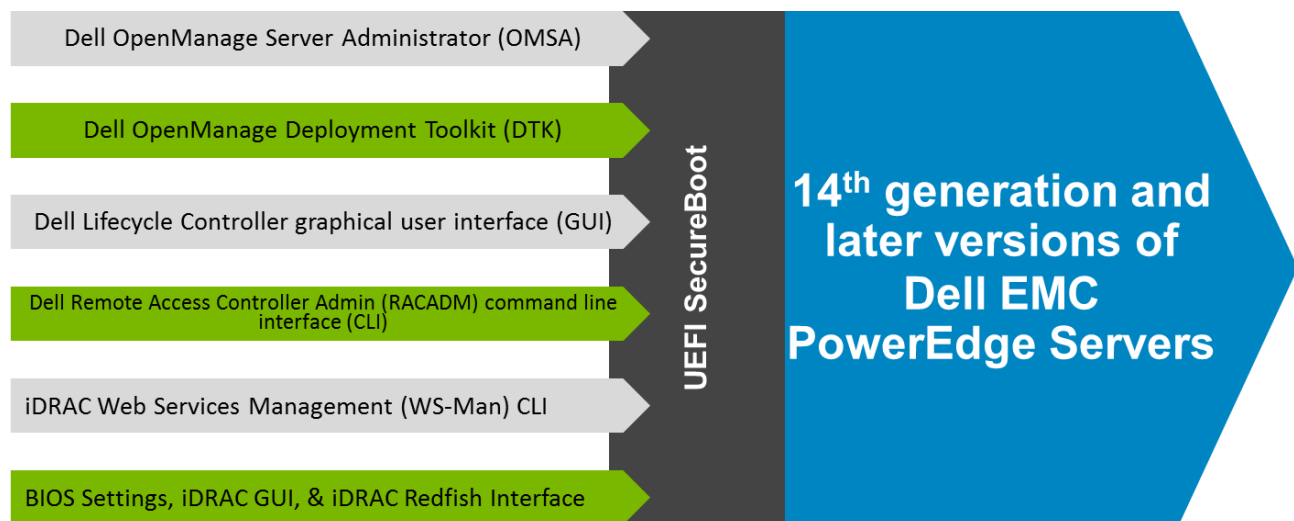 Dell OpenManage Server Administrator (OMSA)
Dell OpenManage Deployment Toolkit (DTK)
Dell Lifecycle Controller graphical user interface (GUI)
Dell Remote Access Controller Admin (RACADM) command line
interface (CLI)
iDRAC Web Services Management (WS-Man) CLI
BIOS Settings, iDRAC GUI, & iDRAC Redfish Interface
UEFI SecureBoot
14th generation and
later versions of
Dell EMC
PowerEdge Servers